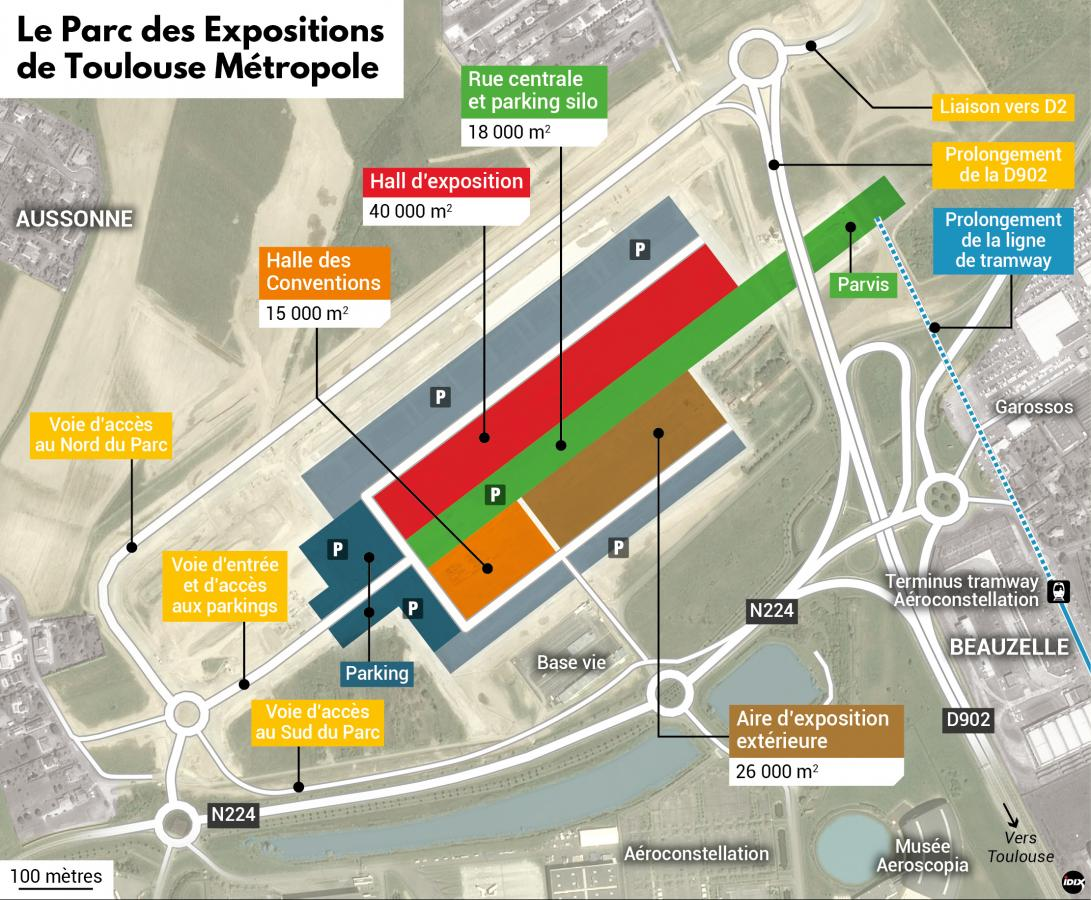 Le Parc des Expositions
de Toulouse Métropole
Rue centrale
et parking silo
18 000 m²
Liaison vers D2
Prolongement
de la D902
Hall d'exposition
40 000 m²
AUSSONNE
Prolongement
de la ligne
de tramway
Halle des
Conventions
15 000 m²
P
Parvis
P
Garossos
Voie d'accès
au Nord du Parc
P
P
P
Voie d'entrée
et d'accès
aux parkings
P
Terminus tramway
Aéroconstellation
N224
BEAUZELLE
Base vie
Parking
Voie d'accès
au Sud du Parc
Aire d'exposition
extérieure
26 000 m²
D902
N224
Vers
Toulouse
Aéroconstellation
Musée
Aeroscopia
100 mètres
iDIX